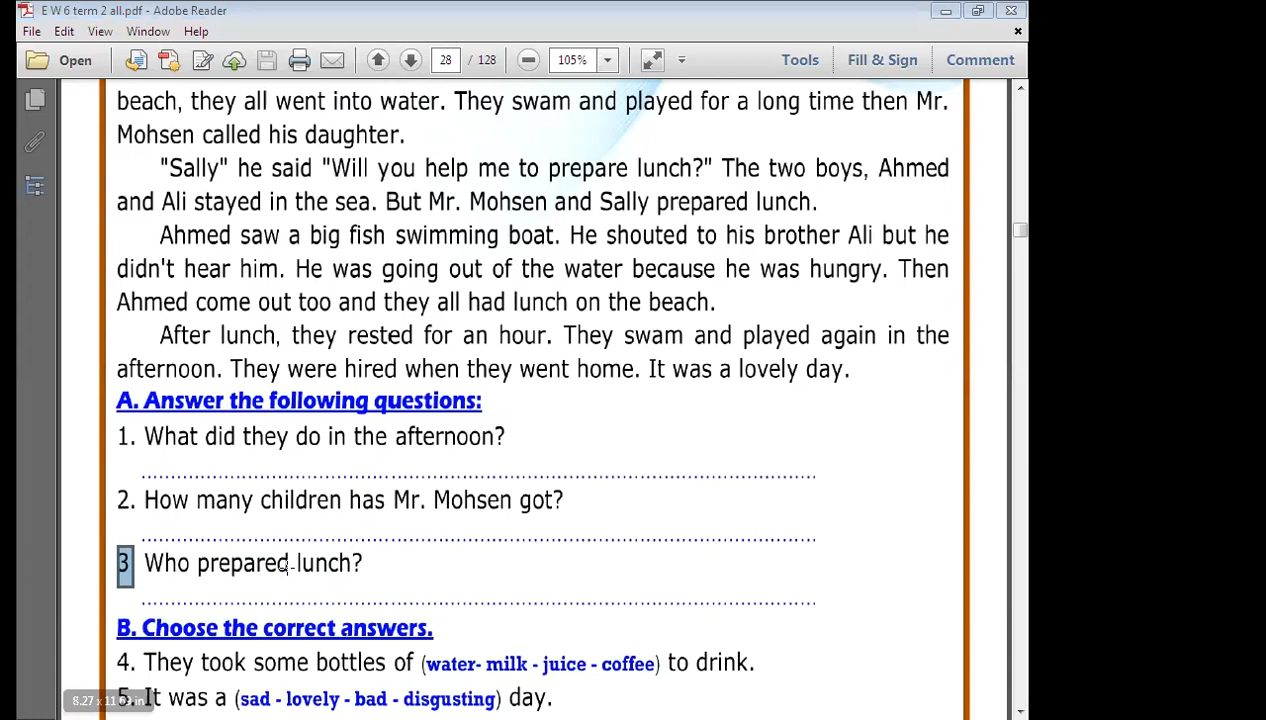 E W 6 term 2 all.pdf - Adobe Reader
File Edit View Window Help
Open 28 / 128 105% Tools Fill & Sign Comment
beach, they all went into water. They swam and played for a long time then Mr.
Mohsen called his daughter.
"Sally" he said "Will you help me to prepare lunch?" The two boys, Ahmed
and Ali stayed in the sea. But Mr. Mohsen and Sally prepared lunch.
Ahmed saw a big fish swimming boat. He shouted to his brother Ali but he
didn't hear him. He was going out of the water because he was hungry. Then
Ahmed come out too and they all had lunch on the beach.
After lunch, they rested for an hour. They swam and played again in the
afternoon. They were hired when they went home. It was a lovely day.
A. Answer the following questions:
1. What did they do in the afternoon?
2. How many children has Mr. Mohsen got?
3 Who prepared lunch?
B. Choose the correct answers.
4. They took some bottles of (water- milk - juice - coffee) to drink.
5. It was a (sad - lovely - bad - disgusting) day.